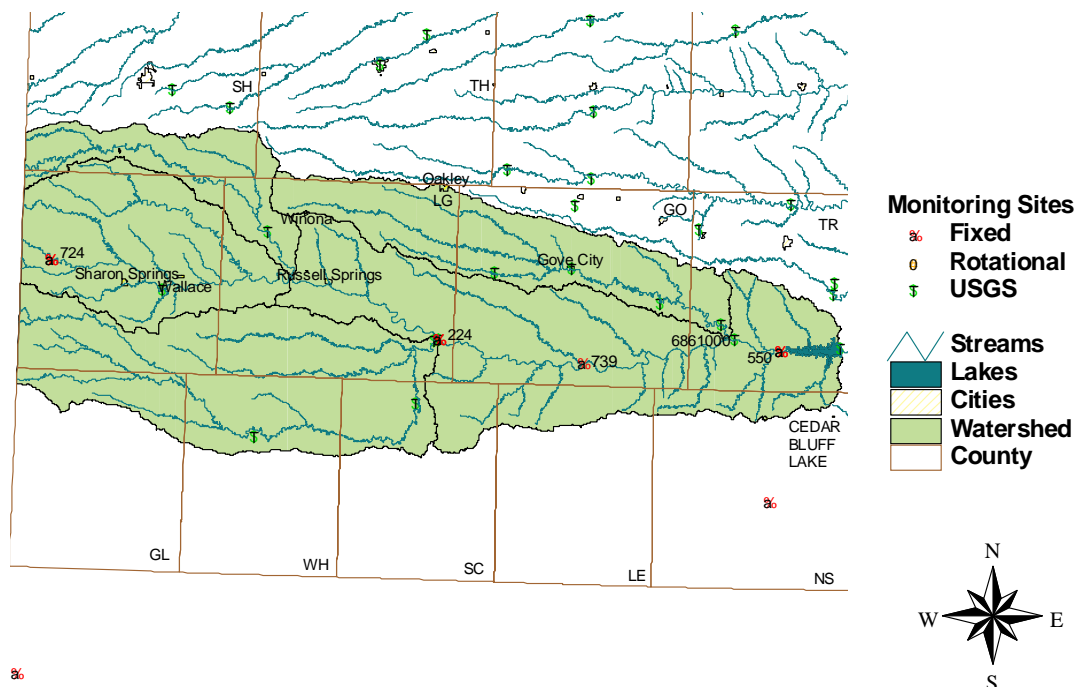 SH
TH
Oakley
LG
GO
TR
Winona
724
Sharon Springs
Wallace
Russell Springs
Gove City
224
739
6861000
550
CEDAR
BLUFF
LAKE
GL
WH
SC
LE
NS
Monitoring Sites
Fixed
Rotational
USGS
Streams
Lakes
Cities
Watershed
County
N
W
E
S